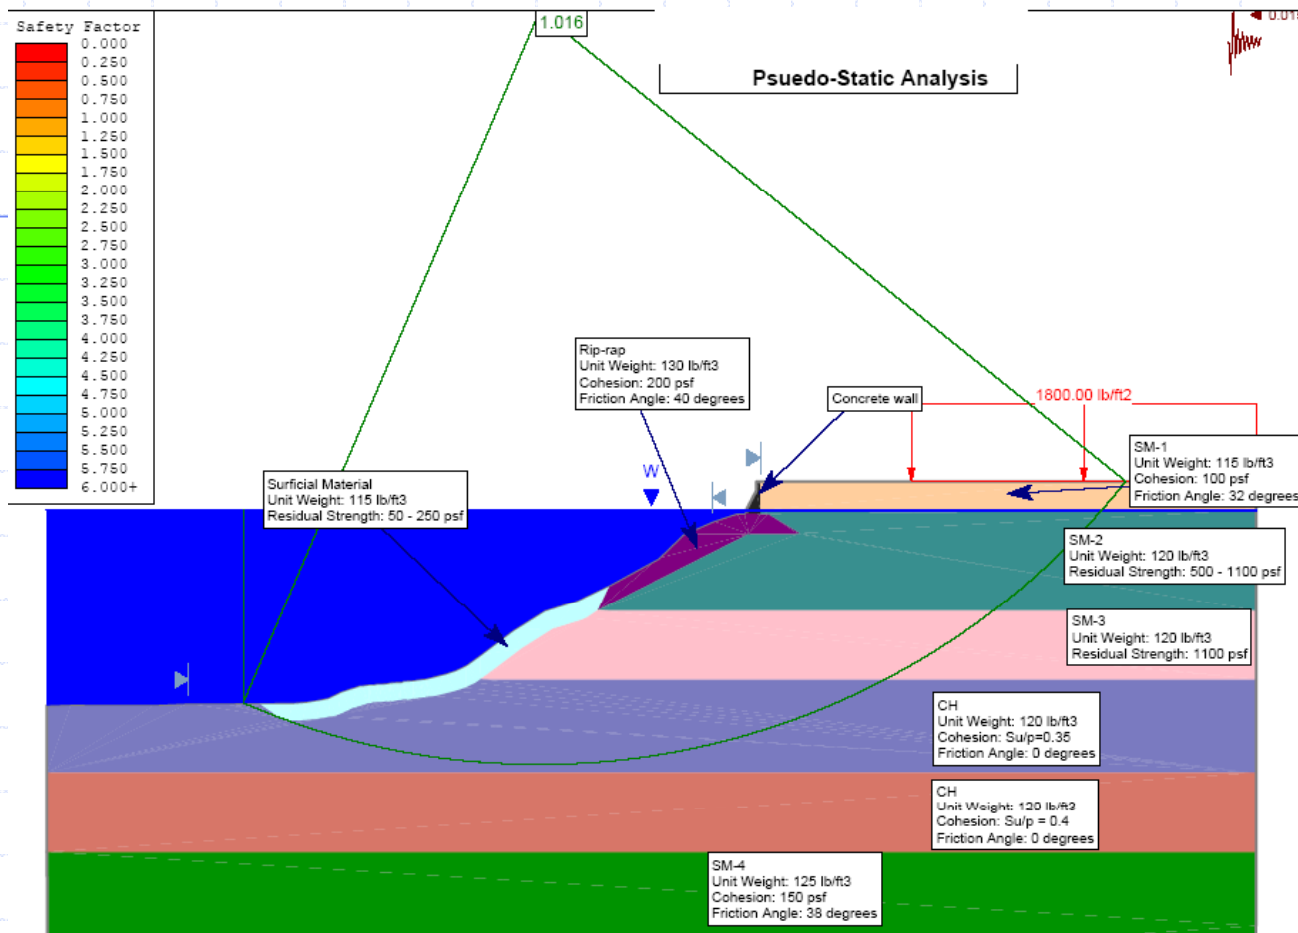 Safety Factor
0.000
0.250
0.500
0.750
1.000
1.250
1.500
1.750
2.000
2.250
2.500
2.750
3.000
3.250
3.500
3.750
4.000
4.250
4.500
4.750
5.000
5.250
5.500
5.750
6.000+
1.016
Psuedo-Static Analysis
Rip-rap
Unit Weight: 130 lb/ft3
Cohesion: 200 psf
Friction Angle: 40 degrees
Concrete wall
1800.00 lb/ft2
W
Surficial Material
Unit Weight: 115 lb/ft3
Residual Strength: 50 - 250 psf
SM-1
Unit Weight: 115 lb/ft3
Cohesion: 100 psf
Friction Angle: 32 degrees
SM-2
Unit Weight: 120 lb/ft3
Residual Strength: 500 - 1100 psf
SM-3
Unit Weight: 120 lb/ft3
Residual Strength: 1100 psf
CH
Unit Weight: 120 lb/ft3
Cohesion: Su/p=0.35
Friction Angle: 0 degrees
CH
Unit Weight: 120 lb/ft3
Cohesion: Su/p = 0.4
Friction Angle: 0 degrees
SM-4
Unit Weight: 125 lb/ft3
Cohesion: 150 psf
Friction Angle: 38 degrees